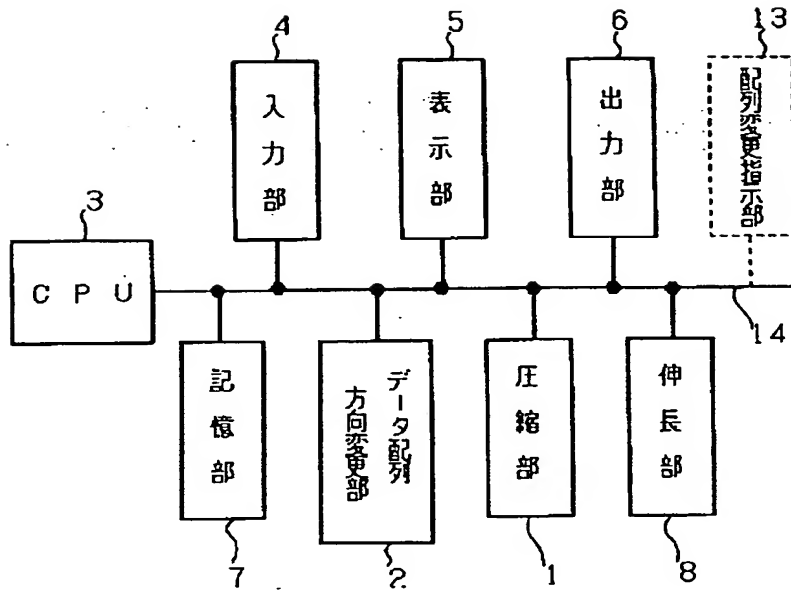 4
5
6
13
入力部
表示部
出力部
配列変更指示部
3
CPU
14
記憶部
データ配列
方向変更部
圧縮部
伸長部
7
2
1
8